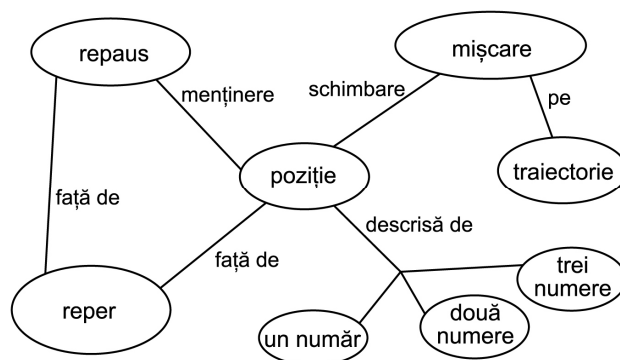 repaus
mișcare
menținere
schimbare
pe
poziție
traiectorie
față de
descrisă de
față de
trei
numere
reper
două
numere
un număr